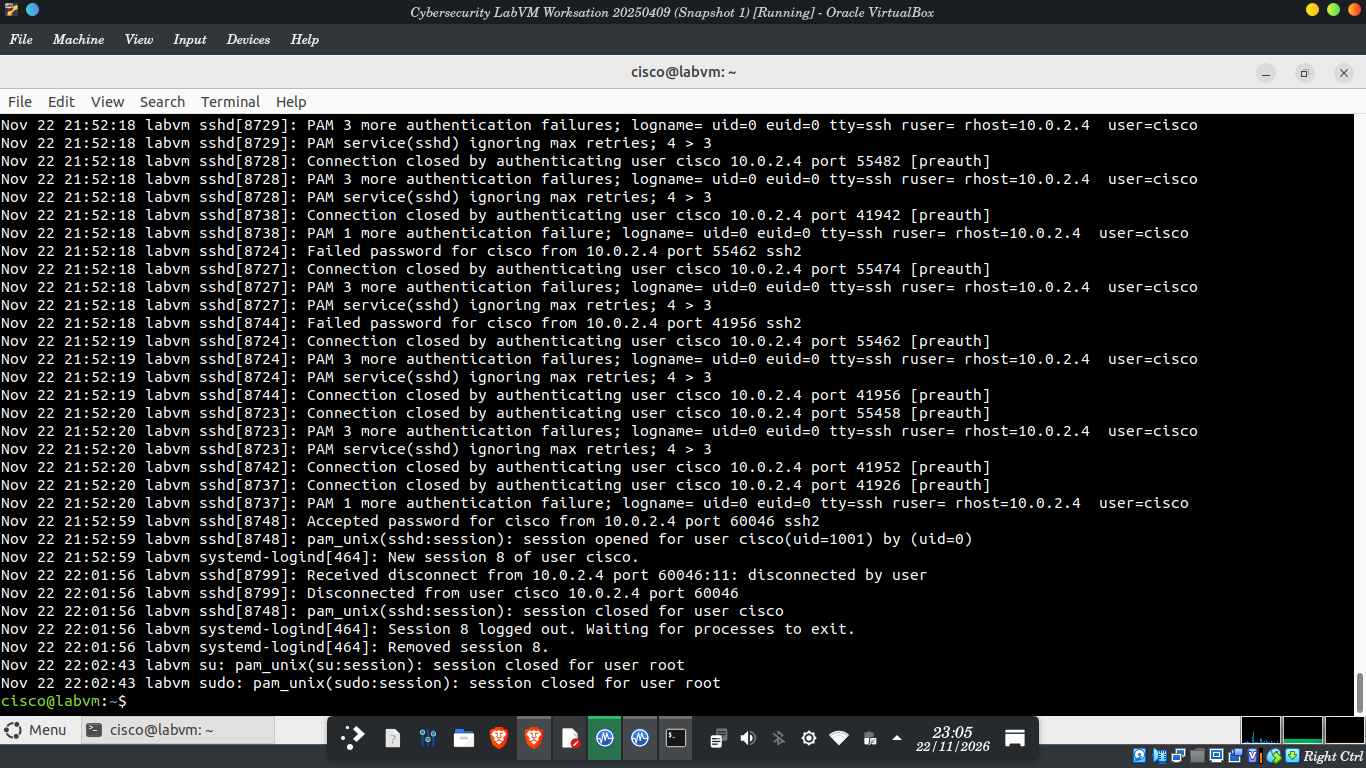 Cybersecurity LabVM Worksation 20250409 (Snapshot 1) [Running] - Oracle VirtualBox
File Machine View Input Devices Help
cisco@labvm: ~
File Edit View Search Terminal Help
Nov 22 21:52:18 labvm sshd[8729]: PAM 3 more authentication failures; logname= uid=0 euid=0 tty=ssh ruser= rhost=10.0.2.4  user=cisco
Nov 22 21:52:18 labvm sshd[8729]: PAM service(sshd) ignoring max retries; 4 > 3
Nov 22 21:52:18 labvm sshd[8728]: Connection closed by authenticating user cisco 10.0.2.4 port 55482 [preauth]
Nov 22 21:52:18 labvm sshd[8728]: PAM 3 more authentication failures; logname= uid=0 euid=0 tty=ssh ruser= rhost=10.0.2.4  user=cisco
Nov 22 21:52:18 labvm sshd[8728]: PAM service(sshd) ignoring max retries; 4 > 3
Nov 22 21:52:18 labvm sshd[8738]: Connection closed by authenticating user cisco 10.0.2.4 port 41942 [preauth]
Nov 22 21:52:18 labvm sshd[8738]: PAM 1 more authentication failure; logname= uid=0 euid=0 tty=ssh ruser= rhost=10.0.2.4  user=cisco
Nov 22 21:52:18 labvm sshd[8724]: Failed password for cisco from 10.0.2.4 port 55462 ssh2
Nov 22 21:52:18 labvm sshd[8727]: Connection closed by authenticating user cisco 10.0.2.4 port 55474 [preauth]
Nov 22 21:52:18 labvm sshd[8727]: PAM 3 more authentication failures; logname= uid=0 euid=0 tty=ssh ruser= rhost=10.0.2.4  user=cisco
Nov 22 21:52:18 labvm sshd[8727]: PAM service(sshd) ignoring max retries; 4 > 3
Nov 22 21:52:18 labvm sshd[8744]: Failed password for cisco from 10.0.2.4 port 41956 ssh2
Nov 22 21:52:19 labvm sshd[8724]: Connection closed by authenticating user cisco 10.0.2.4 port 55462 [preauth]
Nov 22 21:52:19 labvm sshd[8724]: PAM 3 more authentication failures; logname= uid=0 euid=0 tty=ssh ruser= rhost=10.0.2.4  user=cisco
Nov 22 21:52:19 labvm sshd[8724]: PAM service(sshd) ignoring max retries; 4 > 3
Nov 22 21:52:19 labvm sshd[8744]: Connection closed by authenticating user cisco 10.0.2.4 port 41956 [preauth]
Nov 22 21:52:20 labvm sshd[8723]: Connection closed by authenticating user cisco 10.0.2.4 port 55458 [preauth]
Nov 22 21:52:20 labvm sshd[8723]: PAM 3 more authentication failures; logname= uid=0 euid=0 tty=ssh ruser= rhost=10.0.2.4  user=cisco
Nov 22 21:52:20 labvm sshd[8723]: PAM service(sshd) ignoring max retries; 4 > 3
Nov 22 21:52:20 labvm sshd[8742]: Connection closed by authenticating user cisco 10.0.2.4 port 41952 [preauth]
Nov 22 21:52:20 labvm sshd[8737]: Connection closed by authenticating user cisco 10.0.2.4 port 41926 [preauth]
Nov 22 21:52:20 labvm sshd[8737]: PAM 1 more authentication failure; logname= uid=0 euid=0 tty=ssh ruser= rhost=10.0.2.4  user=cisco
Nov 22 21:52:59 labvm sshd[8748]: Accepted password for cisco from 10.0.2.4 port 60046 ssh2
Nov 22 21:52:59 labvm sshd[8748]: pam_unix(sshd:session): session opened for user cisco(uid=1001) by (uid=0)
Nov 22 21:52:59 labvm systemd-logind[464]: New session 8 of user cisco.
Nov 22 22:01:56 labvm sshd[8799]: Received disconnect from 10.0.2.4 port 60046:11: disconnected by user
Nov 22 22:01:56 labvm sshd[8799]: Disconnected from user cisco 10.0.2.4 port 60046
Nov 22 22:01:56 labvm sshd[8748]: pam_unix(sshd:session): session closed for user cisco
Nov 22 22:01:56 labvm systemd-logind[464]: Session 8 logged out. Waiting for processes to exit.
Nov 22 22:01:56 labvm systemd-logind[464]: Removed session 8.
Nov 22 22:02:43 labvm su: pam_unix(su:session): session closed for user root
Nov 22 22:02:43 labvm sudo: pam_unix(sudo:session): session closed for user root
cisco@labvm:~$
Menu cisco@labvm: ~
23:05
22/11/2026
Right Ctrl